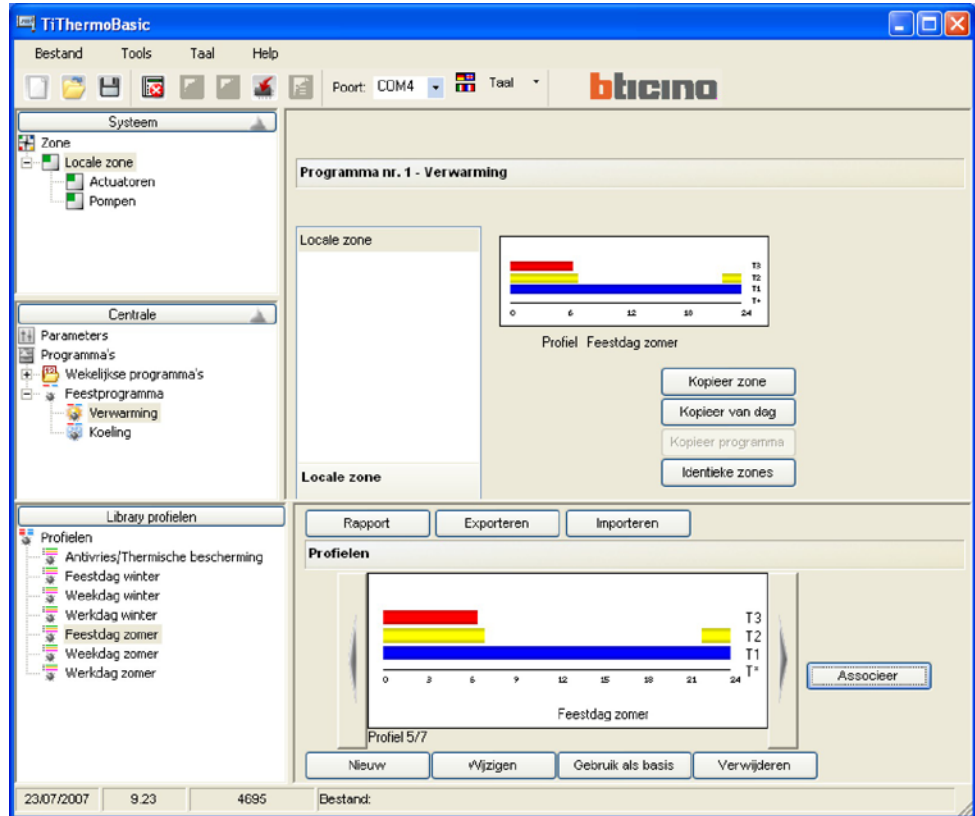 TiThermoBasic
Bestand Tools Taal Help
Poort: COM4 Taal bticino
Systeem
Zone
Locale zone
Actuatoren
Pompen
Programma nr. 1 - Verwarming
Locale zone
T3
T2
T1
T*
0 6 12 18 24
Profiel Feestdag zomer
Kopieer zone
Kopieer van dag
Kopieer programma
Identieke zones
Locale zone
Centrale
Parameters
Programma's
Wekelijkse programma's
Feestprogramma
Verwarming
Koeling
Library profielen
Profielen
Antivries/Thermische bescherming
Feestdag winter
Weekdag winter
Werkdag winter
Feestdag zomer
Weekdag zomer
Werkdag zomer
Rapport Exporteren Importeren
Profielen
T3
T2
T1
T*
0 3 6 9 12 15 18 21 24
Feestdag zomer
Profiel 5/7
Associeer
Nieuw Wijzigen Gebruik als basis Verwijderen
23/07/2007 9.23 4695 Bestand: